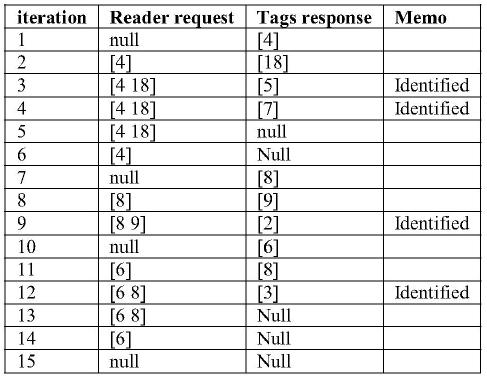 iteration Reader request Tags response Memo
1 null [4]
2 [4] [18]
3 [4 18] [5] Identified
4 [4 18] [7] Identified
5 [4 18] null
6 [4] Null
7 null [8]
8 [8] [9]
9 [8 9] [2] Identified
10 null [6]
11 [6] [8]
12 [6 8] [3] Identified
13 [6 8] Null
14 [6] Null
15 null Null